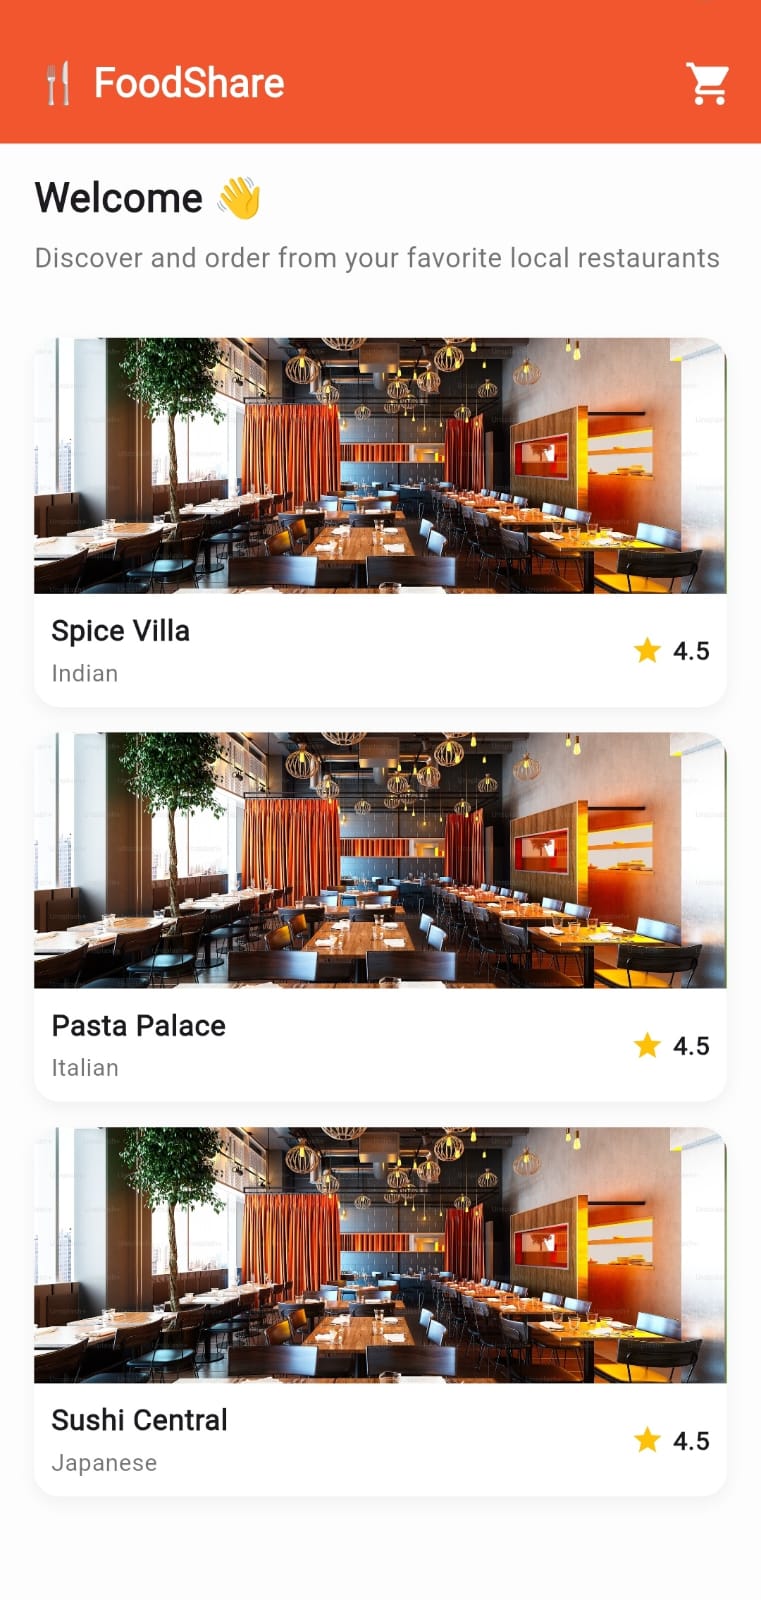 FoodShare
Welcome 👋
Discover and order from your favorite local restaurants
Spice Villa
Indian
4.5
Pasta Palace
Italian
4.5
Sushi Central
Japanese
4.5